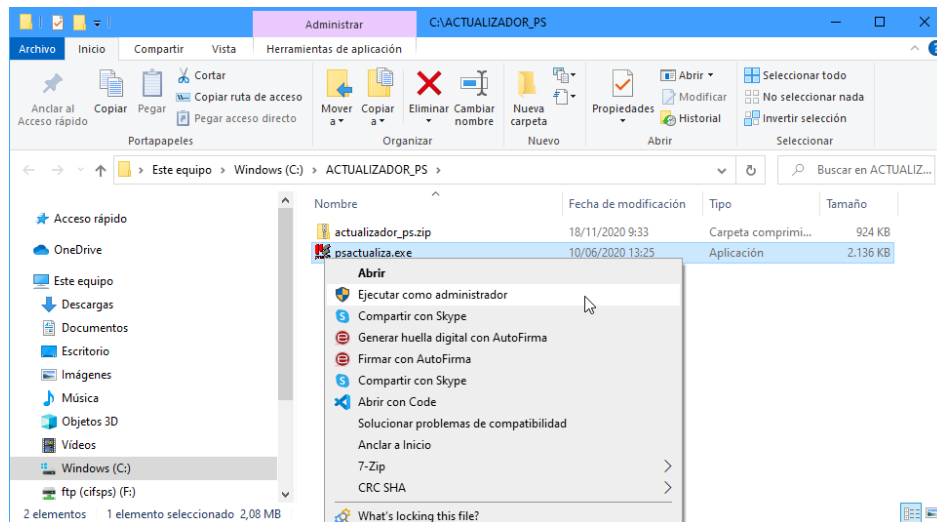 Administrar
C:\ACTUALIZADOR_PS
Archivo Inicio Compartir Vista Herramientas de aplicación
Anclar al Acceso rápido
Copiar
Pegar
Cortar
Copiar ruta de acceso
Pegar acceso directo
Portapapeles
Mover a
Copiar a
Eliminar
Cambiar nombre
Organizar
Nueva carpeta
Nuevo
Propiedades
Abrir
Modificar
Historial
Abrir
Seleccionar todo
No seleccionar nada
Invertir selección
Seleccionar
Este equipo > Windows (C:) > ACTUALIZADOR_PS >
Buscar en ACTUALIZ...
Nombre Fecha de modificación Tipo Tamaño
actualizador_ps.zip 18/11/2020 9:33 Carpeta comprimi... 924 KB
psactualiza.exe 10/06/2020 13:25 Aplicación 2.136 KB
Acceso rápido
OneDrive
Este equipo
Descargas
Documentos
Escritorio
Imágenes
Música
Objetos 3D
Vídeos
Windows (C:)
ftp (cifsps) (F:)
Abrir
Ejecutar como administrador
Compartir con Skype
Generar huella digital con AutoFirma
Firmar con AutoFirma
Compartir con Skype
Abrir con Code
Solucionar problemas de compatibilidad
Anclar a Inicio
7-Zip
CRC SHA
What's locking this file?
2 elementos 1 elemento seleccionado 2,08 MB